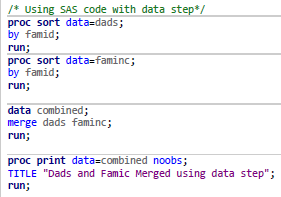 /* Using SAS code with data step*/
proc sort data=dads;
by famid;
run;
proc sort data=faminc;
by famid;
run;
data combined;
merge dads faminc;
run;
proc print data=combined noobs;
TITLE "Dads and Famic Merged using data step";
run;